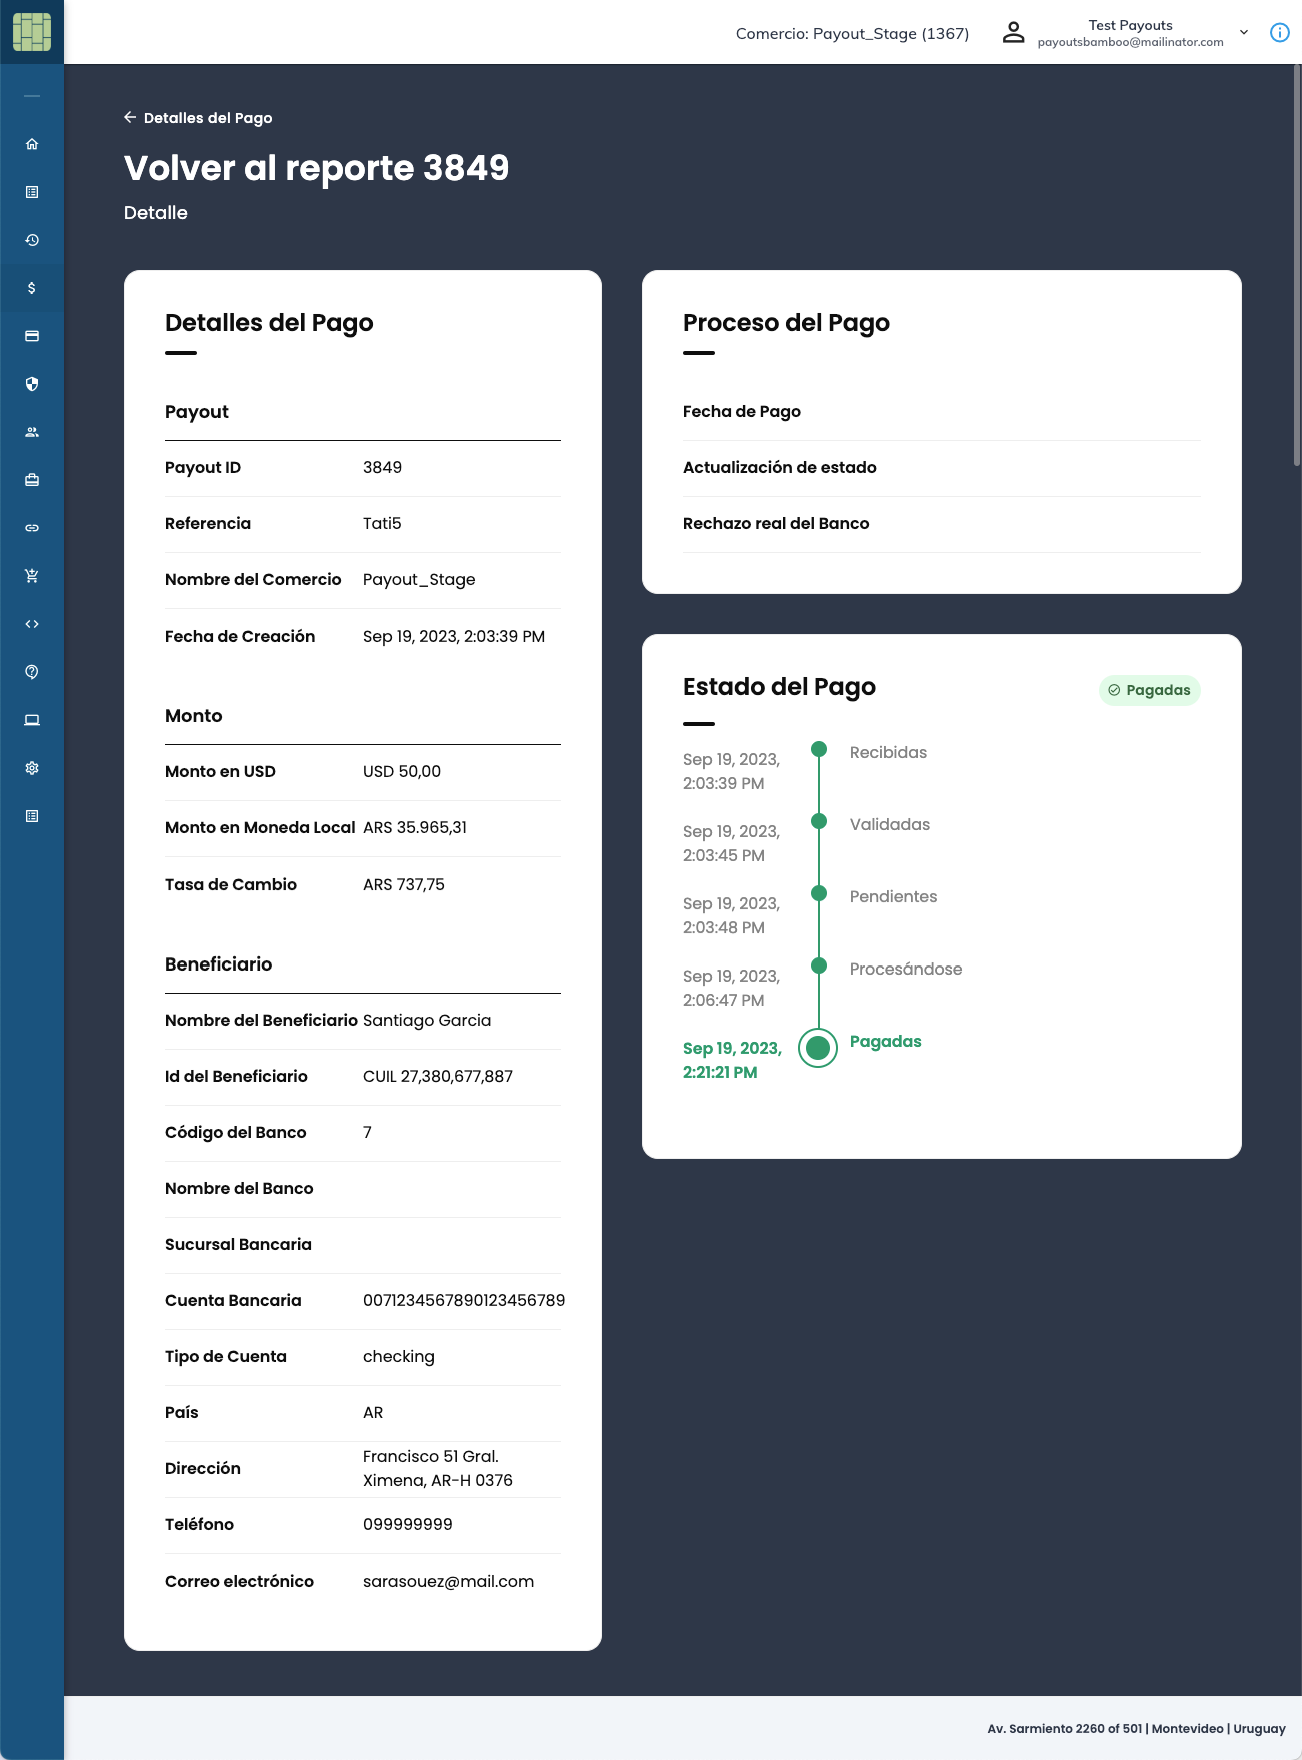 Comercio: Payout_Stage (1367)
Test Payouts
payoutsbamboo@mailinator.com
Detalles del Pago
Volver al reporte 3849
Detalle
Detalles del Pago
Payout
Payout ID 3849
Referencia Tati5
Nombre del Comercio Payout_Stage
Fecha de Creación Sep 19, 2023, 2:03:39 PM
Monto
Monto en USD USD 50,00
Monto en Moneda Local ARS 35.965,31
Tasa de Cambio ARS 737,75
Beneficiario
Nombre del Beneficiario Santiago Garcia
Id del Beneficiario CUIL 27,380,677,887
Código del Banco 7
Nombre del Banco
Sucursal Bancaria
Cuenta Bancaria 0071234567890123456789
Tipo de Cuenta checking
País AR
Dirección Francisco 51 Gral.
Ximena, AR-H 0376
Teléfono 099999999
Correo electrónico sarasouez@mail.com
Proceso del Pago
Fecha de Pago
Actualización de estado
Rechazo real del Banco
Estado del Pago
Pagadas
Sep 19, 2023,
2:03:39 PM
Recibidas
Sep 19, 2023,
2:03:45 PM
Validadas
Sep 19, 2023,
2:03:48 PM
Pendientes
Sep 19, 2023,
2:06:47 PM
Procesándose
Sep 19, 2023,
2:21:21 PM
Pagadas
Av. Sarmiento 2260 of 501 | Montevideo | Uruguay